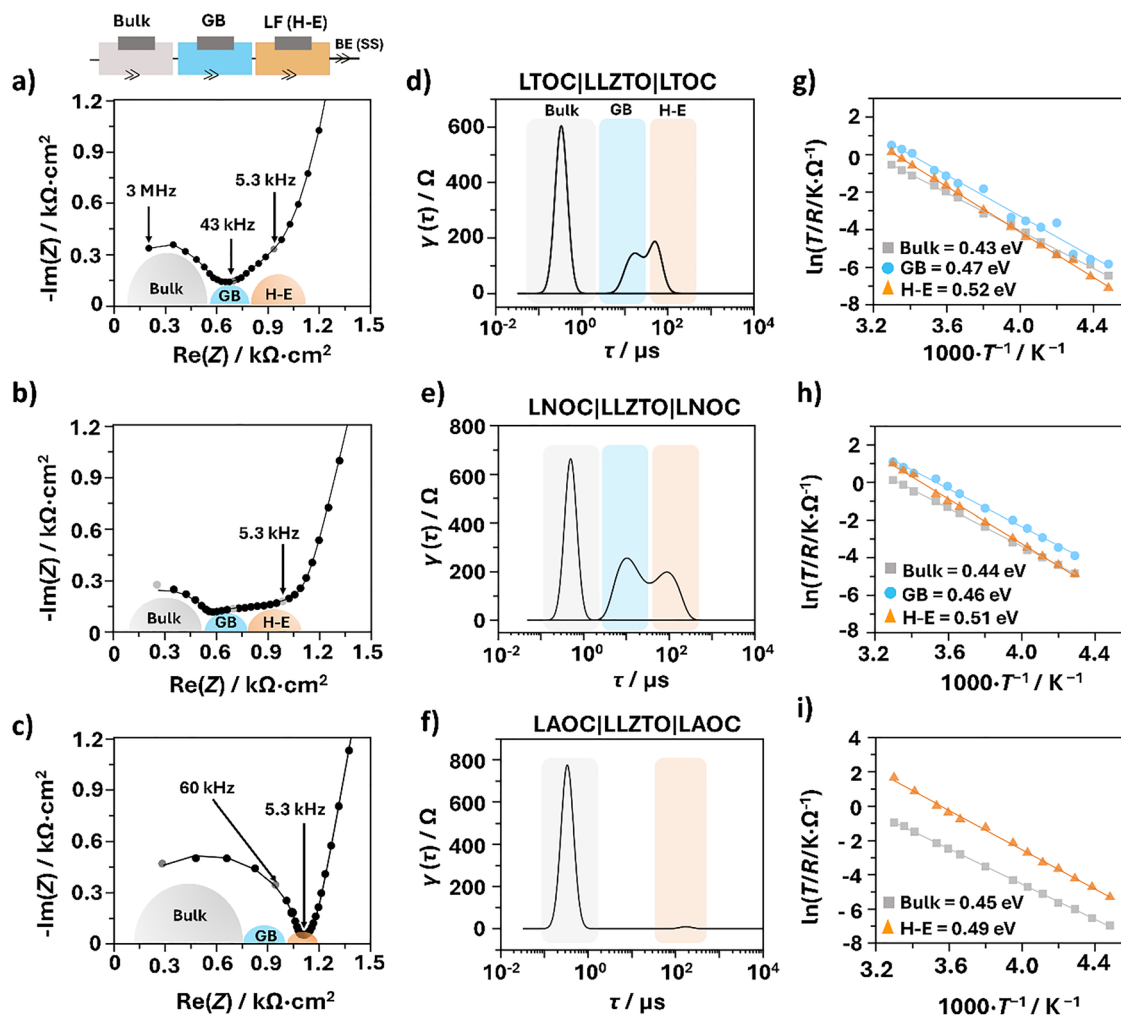 Bulk GB LF (H-E) BE (SS)
a)
1.2
0.9
0.6
0.3
0
-Im(Z) / kΩ·cm²
3 MHz
43 kHz
5.3 kHz
Bulk GB H-E
0 0.3 0.6 0.9 1.2 1.5
Re(Z) / kΩ·cm²
d)
LTOC|LLZTO|LTOC
Bulk GB H-E
600
400
200
0
γ (τ) / Ω
10⁻² 10⁰ 10² 10⁴
τ / μs
g)
2
0
-2
-4
-6
-8
ln(T/R/K·Ω⁻¹)
Bulk = 0.43 eV
GB = 0.47 eV
H-E = 0.52 eV
3.2 3.6 4.0 4.4
1000·T⁻¹ / K⁻¹
b)
1.2
0.9
0.6
0.3
0
-Im(Z) / kΩ·cm²
5.3 kHz
Bulk GB H-E
0 0.3 0.6 0.9 1.2 1.5
Re(Z) / kΩ·cm²
e)
LNOC|LLZTO|LNOC
800
600
400
200
0
γ (τ) / Ω
10⁻² 10⁰ 10² 10⁴
τ / μs
h)
2
0
-2
-4
-6
-8
ln(T/R/K·Ω⁻¹)
Bulk = 0.44 eV
GB = 0.46 eV
H-E = 0.51 eV
3.2 3.6 4.0 4.4
1000·T⁻¹ / K⁻¹
c)
1.2
0.9
0.6
0.3
0
-Im(Z) / kΩ·cm²
60 kHz
5.3 kHz
Bulk GB
0 0.3 0.6 0.9 1.2 1.5
Re(Z) / kΩ·cm²
f)
LAOC|LLZTO|LAOC
800
600
400
200
0
γ (τ) / Ω
10⁻² 10⁰ 10² 10⁴
τ / μs
i)
4
2
0
-2
-4
-6
-8
ln(T/R/K·Ω⁻¹)
Bulk = 0.45 eV
H-E = 0.49 eV
3.2 3.6 4.0 4.4
1000·T⁻¹ / K⁻¹